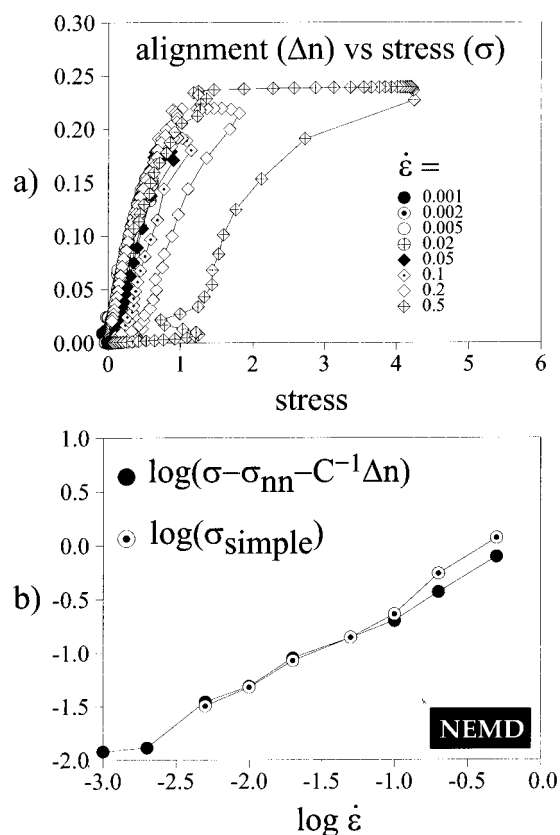 alignment (Δn) vs stress (σ)
a)
0.30
0.25
0.20
0.15
0.10
0.05
0.00
ε̇ =
0.001
0.002
0.005
0.02
0.05
0.1
0.2
0.5
0 1 2 3 4 5 6
stress
b)
1.0
0.5
0.0
-0.5
-1.0
-1.5
-2.0
log(σ−σnn−C⁻¹Δn)
log(σsimple)
NEMD
-3.0 -2.5 -2.0 -1.5 -1.0 -0.5 0.0
log ε̇